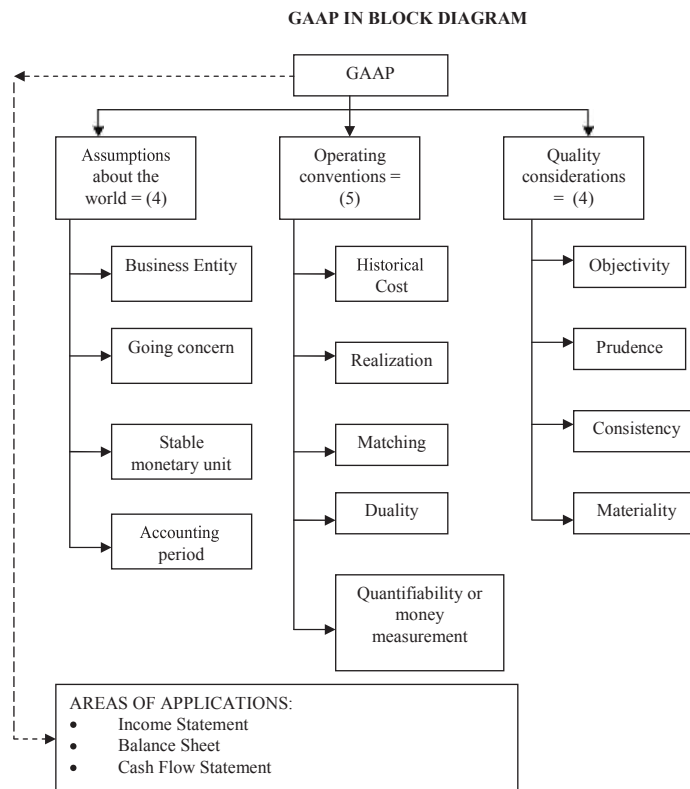 GAAP IN BLOCK DIAGRAM
GAAP
Assumptions
about the
world = (4)
Operating
conventions =
(5)
Quality
considerations
= (4)
Business Entity
Going concern
Stable
monetary unit
Accounting
period
Historical
Cost
Realization
Matching
Duality
Quantifiability or
money
measurement
Objectivity
Prudence
Consistency
Materiality
AREAS OF APPLICATIONS:
• Income Statement
• Balance Sheet
• Cash Flow Statement